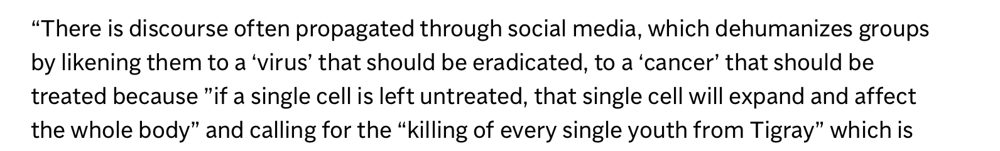 “There is discourse often propagated through social media, which dehumanizes groups
by likening them to a ‘virus’ that should be eradicated, to a ‘cancer’ that should be
treated because ”if a single cell is left untreated, that single cell will expand and affect
the whole body” and calling for the “killing of every single youth from Tigray” which is